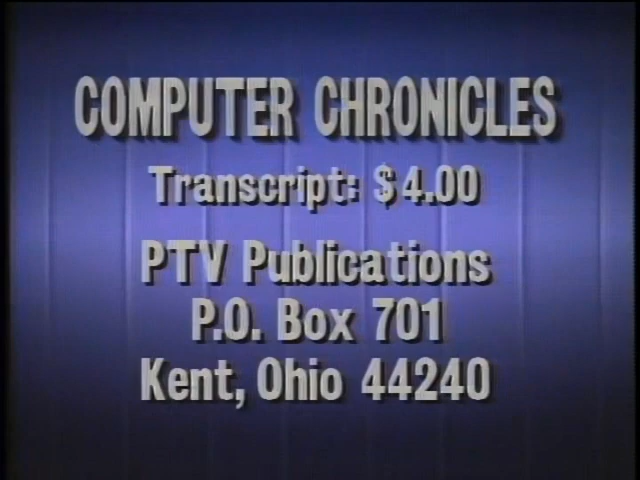 COMPUTER CHRONICLES
Transcript: $4.00
PTV Publications
P.O. Box 701
Kent, Ohio 44240